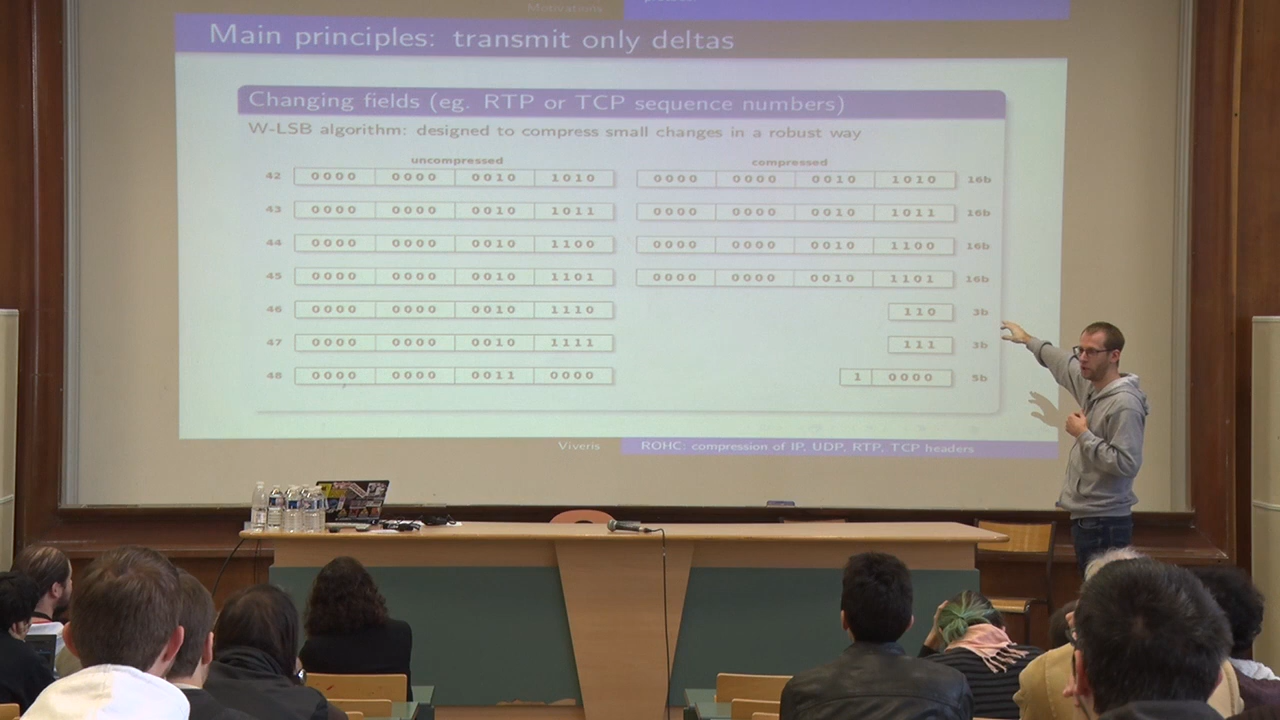 Motivations
Main principles: transmit only deltas
Changing fields (eg. RTP or TCP sequence numbers)
W-LSB algorithm: designed to compress small changes in a robust way
uncompressed compressed
42 0000 0000 0010 1010 0000 0000 0010 1010 16b
43 0000 0000 0010 1011 0000 0000 0010 1011 16b
44 0000 0000 0010 1100 0000 0000 0010 1100 16b
45 0000 0000 0010 1101 0000 0000 0010 1101 16b
46 0000 0000 0010 1110 110 3b
47 0000 0000 0010 1111 111 3b
48 0000 0000 0011 0000 1 0000 5b
Viveris ROHC: compression of IP, UDP, RTP, TCP headers